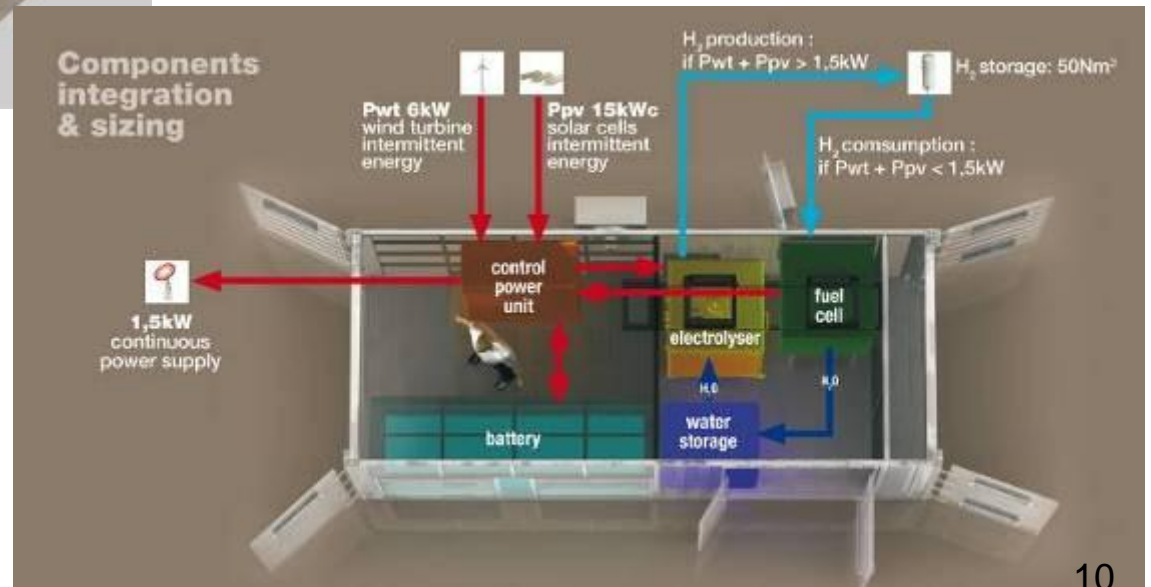 Components
integration
& sizing
Pwt 6kW
wind turbine
intermittent
energy
Ppv 15kWc
solar cells
intermittent
energy
H₂ production :
if Pwt + Ppv > 1,5kW
H₂ storage: 50Nm³
H₂ comsumption :
if Pwt + Ppv < 1,5kW
1,5kW
continuous
power supply
control
power
unit
electrolyser
fuel
cell
H₂O
H₂O
battery
water
storage
10